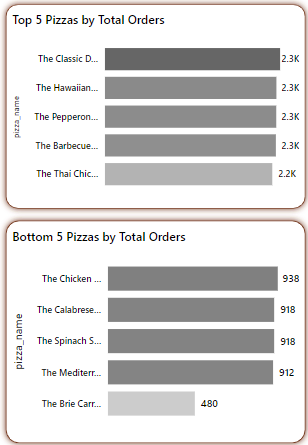 Top 5 Pizzas by Total Orders
pizza_name
The Classic D... 2.3K
The Hawaiian... 2.3K
The Pepperon... 2.3K
The Barbecue... 2.3K
The Thai Chic... 2.2K
Bottom 5 Pizzas by Total Orders
pizza_name
The Chicken ... 938
The Calabrese... 918
The Spinach S... 918
The Mediterr... 912
The Brie Carr... 480